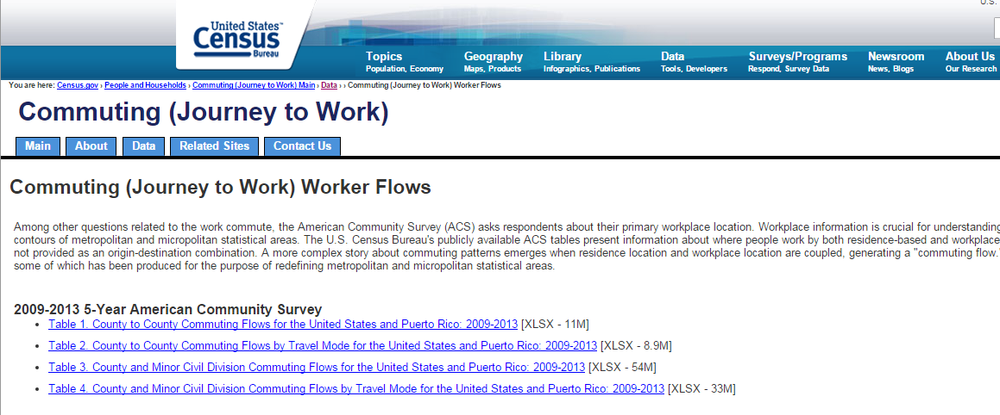 U.S.
United States™
Census
Bureau
Topics
Population, Economy
Geography
Maps, Products
Library
Infographics, Publications
Data
Tools, Developers
Surveys/Programs
Respond, Survey Data
Newsroom
News, Blogs
About Us
Our Research
You are here: Census.gov › People and Households › Commuting (Journey to Work) Main › Data › › Commuting (Journey to Work) Worker Flows
Commuting (Journey to Work)
Main
About
Data
Related Sites
Contact Us
Commuting (Journey to Work) Worker Flows
Among other questions related to the work commute, the American Community Survey (ACS) asks respondents about their primary workplace location. Workplace information is crucial for understanding
contours of metropolitan and micropolitan statistical areas. The U.S. Census Bureau's publicly available ACS tables present information about where people work by both residence-based and workplace
not provided as an origin-destination combination. A more complex story about commuting patterns emerges when residence location and workplace location are coupled, generating a "commuting flow."
some of which has been produced for the purpose of redefining metropolitan and micropolitan statistical areas.
2009-2013 5-Year American Community Survey
• Table 1. County to County Commuting Flows for the United States and Puerto Rico: 2009-2013 [XLSX - 11M]
• Table 2. County to County Commuting Flows by Travel Mode for the United States and Puerto Rico: 2009-2013 [XLSX - 8.9M]
• Table 3. County and Minor Civil Division Commuting Flows for the United States and Puerto Rico: 2009-2013 [XLSX - 54M]
• Table 4. County and Minor Civil Division Commuting Flows by Travel Mode for the United States and Puerto Rico: 2009-2013 [XLSX - 33M]